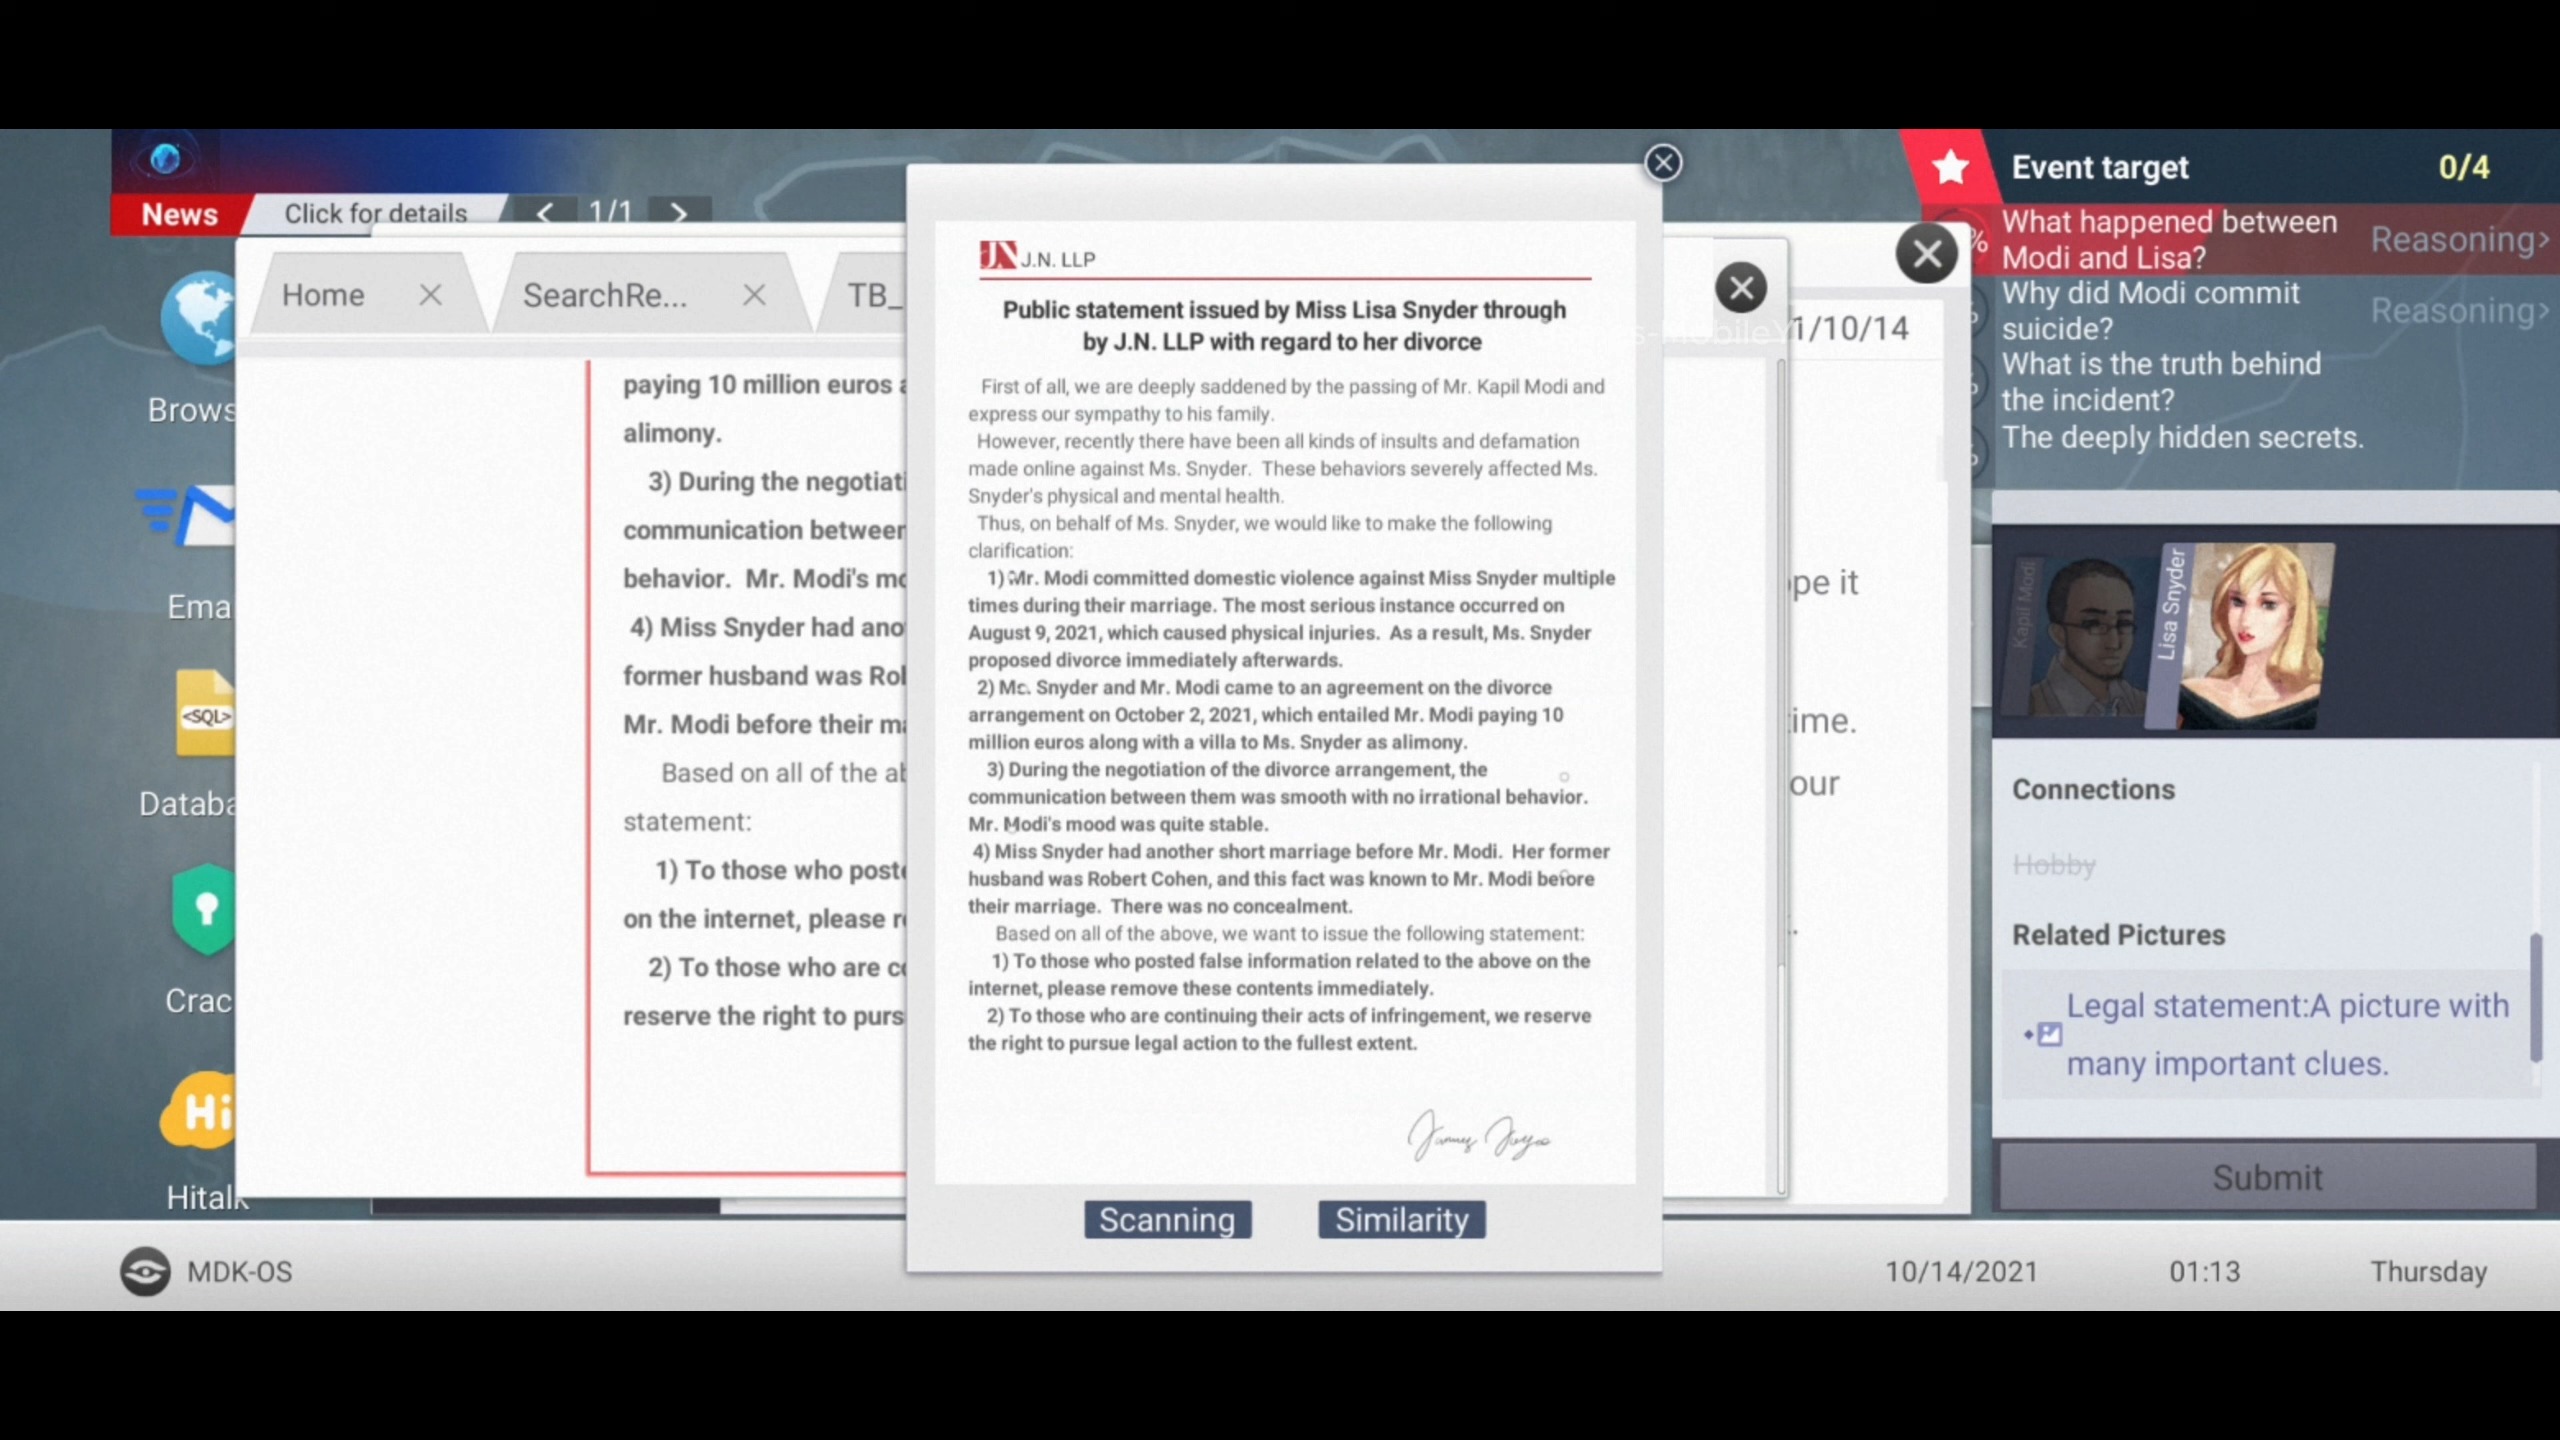 News
Click for details
1/1
Event target
0/4
What happened between
Modi and Lisa?
Reasoning>
Why did Modi commit
suicide?
Reasoning>
What is the truth behind
the incident?
The deeply hidden secrets.
Home
SearchRe...
TB_
1/10/14
paying 10 million euros
alimony.
3) During the negotiati
communication between
behavior. Mr. Modi's mo
4) Miss Snyder had ano
former husband was Rol
Mr. Modi before their ma
Based on all of the ab
statement:
1) To those who poste
on the internet, please re
2) To those who are co
reserve the right to purs
JN J.N. LLP
Public statement issued by Miss Lisa Snyder through
by J.N. LLP with regard to her divorce
First of all, we are deeply saddened by the passing of Mr. Kapil Modi and
express our sympathy to his family.
However, recently there have been all kinds of insults and defamation
made online against Ms. Snyder. These behaviors severely affected Ms.
Snyder's physical and mental health.
Thus, on behalf of Ms. Snyder, we would like to make the following
clarification:
1) Mr. Modi committed domestic violence against Miss Snyder multiple
times during their marriage. The most serious instance occurred on
August 9, 2021, which caused physical injuries. As a result, Ms. Snyder
proposed divorce immediately afterwards.
2) Ms. Snyder and Mr. Modi came to an agreement on the divorce
arrangement on October 2, 2021, which entailed Mr. Modi paying 10
million euros along with a villa to Ms. Snyder as alimony.
3) During the negotiation of the divorce arrangement, the
communication between them was smooth with no irrational behavior.
Mr. Modi's mood was quite stable.
4) Miss Snyder had another short marriage before Mr. Modi. Her former
husband was Robert Cohen, and this fact was known to Mr. Modi before
their marriage. There was no concealment.
Based on all of the above, we want to issue the following statement:
1) To those who posted false information related to the above on the
internet, please remove these contents immediately.
2) To those who are continuing their acts of infringement, we reserve
the right to pursue legal action to the fullest extent.
Scanning
Similarity
pe it
ime.
our
Brows
Ema
<SQL>
Databa
Crac
Hi
Hitalk
Kapil Modi
Lisa Snyder
Connections
Hobby
Related Pictures
Legal statement:A picture with
many important clues.
Submit
MDK-OS
10/14/2021
01:13
Thursday